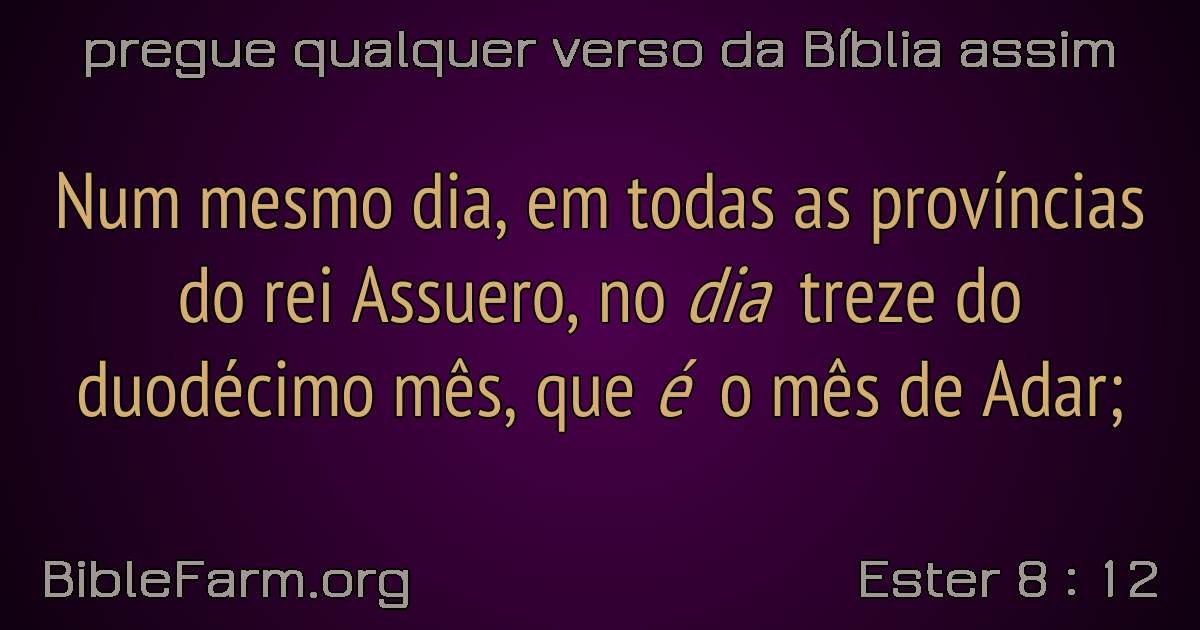 pregue qualquer verso da Bíblia assim
Num mesmo dia, em todas as províncias
do rei Assuero, no dia treze do
duodécimo mês, que é o mês de Adar;
BibleFarm.org
Ester 8 : 12